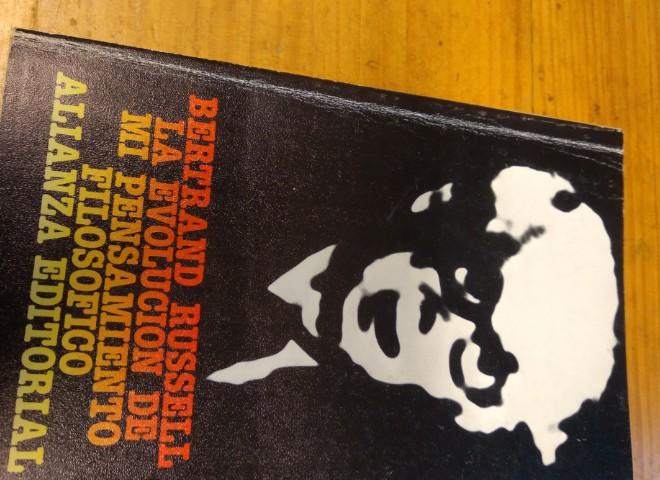 BERTRAND RUSSELL
LA EVOLUCION DE
MI PENSAMIENTO
FILOSOFICO
ALIANZA EDITORIAL